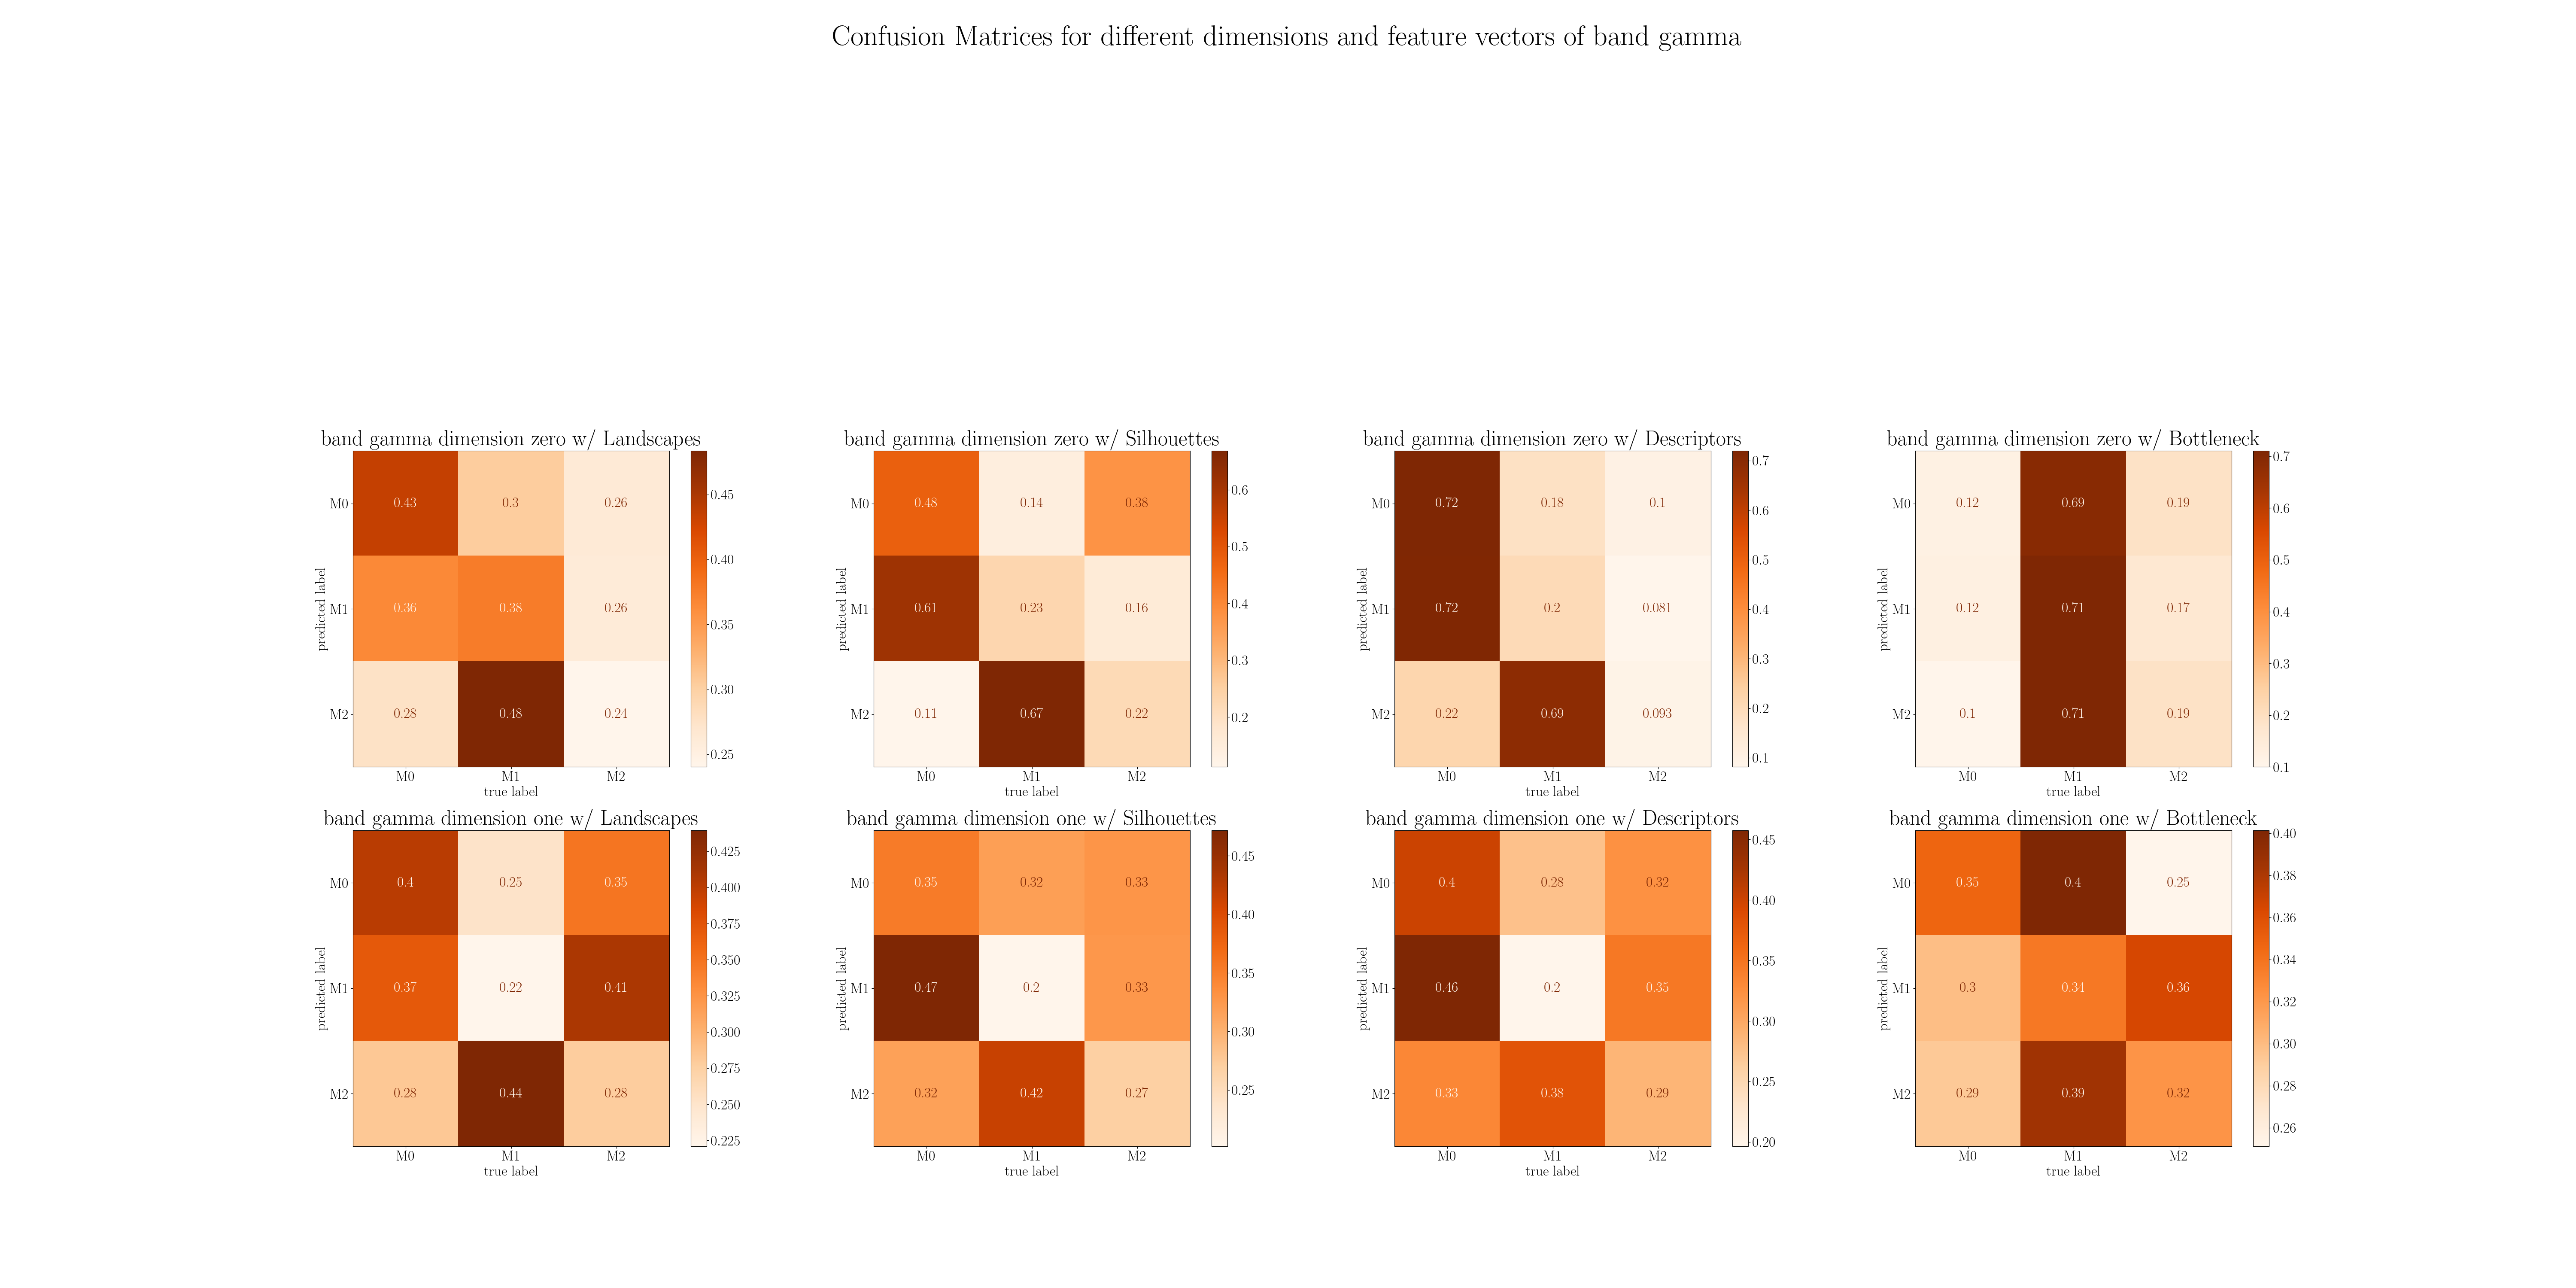 Confusion Matrices for different dimensions and feature vectors of band gamma
band gamma dimension zero w/ Landscapes
predicted label
M0 0.43 0.3 0.26
M1 0.36 0.38 0.26
M2 0.28 0.48 0.24
M0 M1 M2
true label
0.45
0.40
0.35
0.30
0.25
band gamma dimension zero w/ Silhouettes
predicted label
M0 0.48 0.14 0.38
M1 0.61 0.23 0.16
M2 0.11 0.67 0.22
M0 M1 M2
true label
0.6
0.5
0.4
0.3
0.2
band gamma dimension zero w/ Descriptors
predicted label
M0 0.72 0.18 0.1
M1 0.72 0.2 0.081
M2 0.22 0.69 0.093
M0 M1 M2
true label
0.7
0.6
0.5
0.4
0.3
0.2
0.1
band gamma dimension zero w/ Bottleneck
predicted label
M0 0.12 0.69 0.19
M1 0.12 0.71 0.17
M2 0.1 0.71 0.19
M0 M1 M2
true label
0.7
0.6
0.5
0.4
0.3
0.2
0.1
band gamma dimension one w/ Landscapes
predicted label
M0 0.4 0.25 0.35
M1 0.37 0.22 0.41
M2 0.28 0.44 0.28
M0 M1 M2
true label
0.425
0.400
0.375
0.350
0.325
0.300
0.275
0.250
0.225
band gamma dimension one w/ Silhouettes
predicted label
M0 0.35 0.32 0.33
M1 0.47 0.2 0.33
M2 0.32 0.42 0.27
M0 M1 M2
true label
0.45
0.40
0.35
0.30
0.25
band gamma dimension one w/ Descriptors
predicted label
M0 0.4 0.28 0.32
M1 0.46 0.2 0.35
M2 0.33 0.38 0.29
M0 M1 M2
true label
0.45
0.40
0.35
0.30
0.25
0.20
band gamma dimension one w/ Bottleneck
predicted label
M0 0.35 0.4 0.25
M1 0.3 0.34 0.36
M2 0.29 0.39 0.32
M0 M1 M2
true label
0.40
0.38
0.36
0.34
0.32
0.30
0.28
0.26